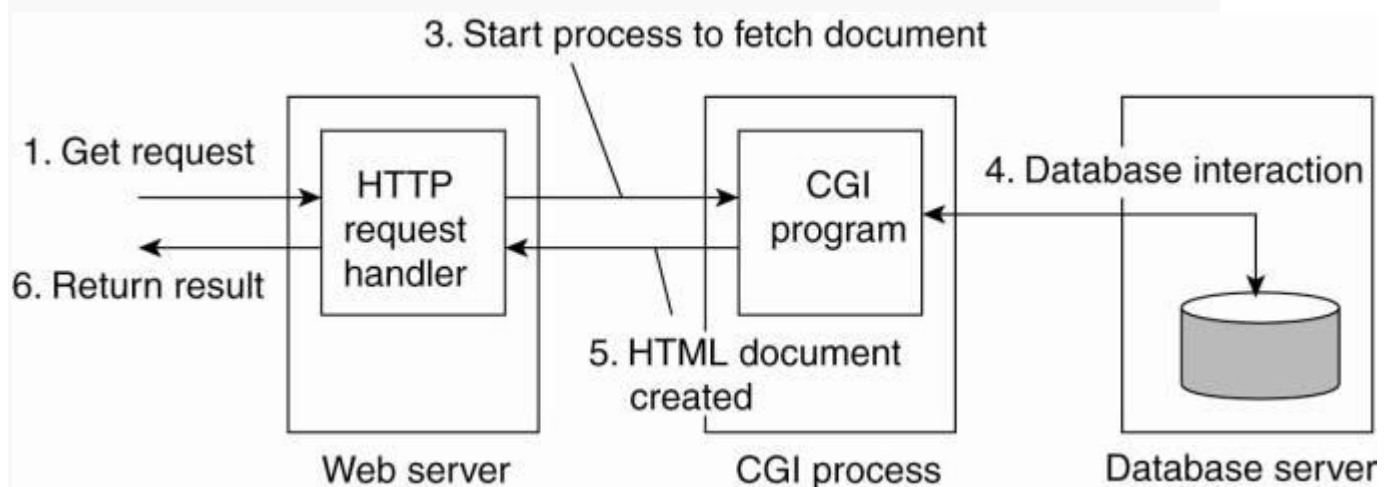 3. Start process to fetch document
1. Get request
HTTP
request
handler
CGI
program
4. Database interaction
6. Return result
5. HTML document
created
Web server
CGI process
Database server